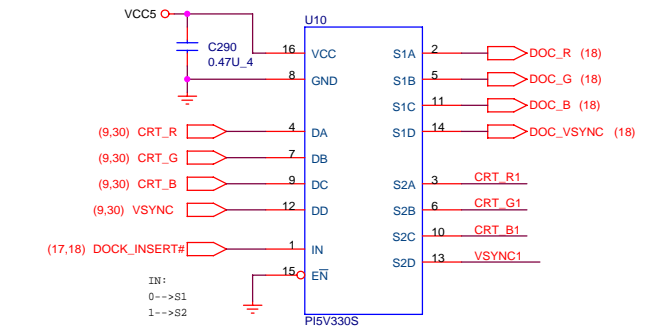 VCC5
U10
C290
0.47U_4
16 VCC S1A 2 DOC_R (18)
8 GND S1B 5 DOC_G (18)
S1C 11 DOC_B (18)
(9,30) CRT_R 4 DA S1D 14 DOC_VSYNC (18)
(9,30) CRT_G 7 DB
(9,30) CRT_B 9 DC S2A 3 CRT_R1
(9,30) VSYNC 12 DD S2B 6 CRT_G1
S2C 10 CRT_B1
(17,18) DOCK_INSERT# 1 IN S2D 13 VSYNC1
15 EN
IN:
0-->S1
1-->S2
PI5V330S